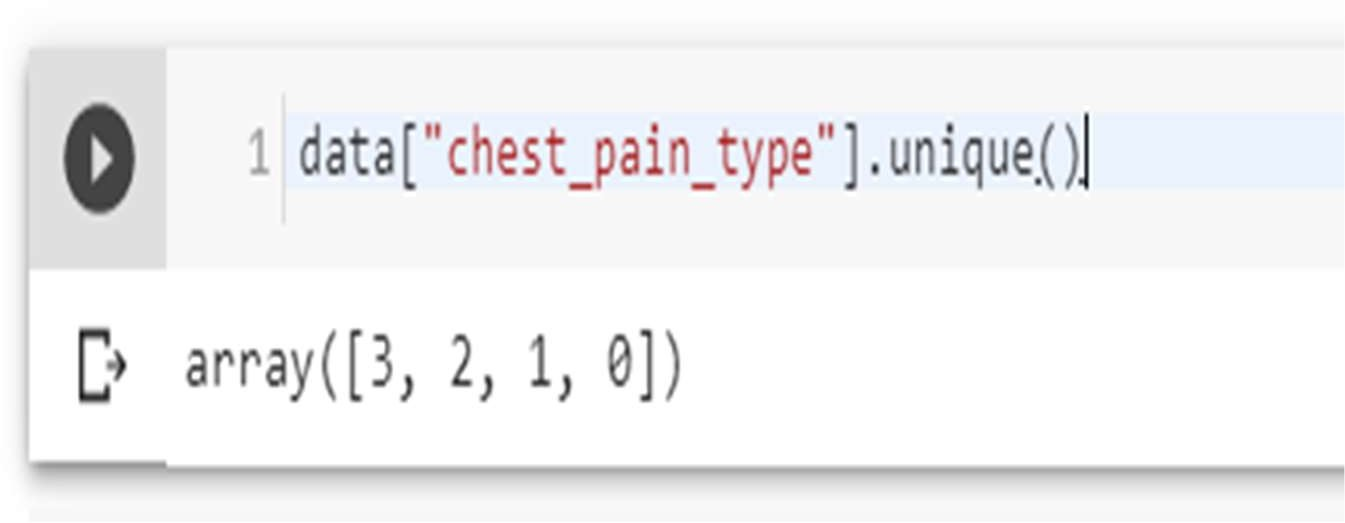 1 data["chest_pain_type"].unique()
array([3, 2, 1, 0])